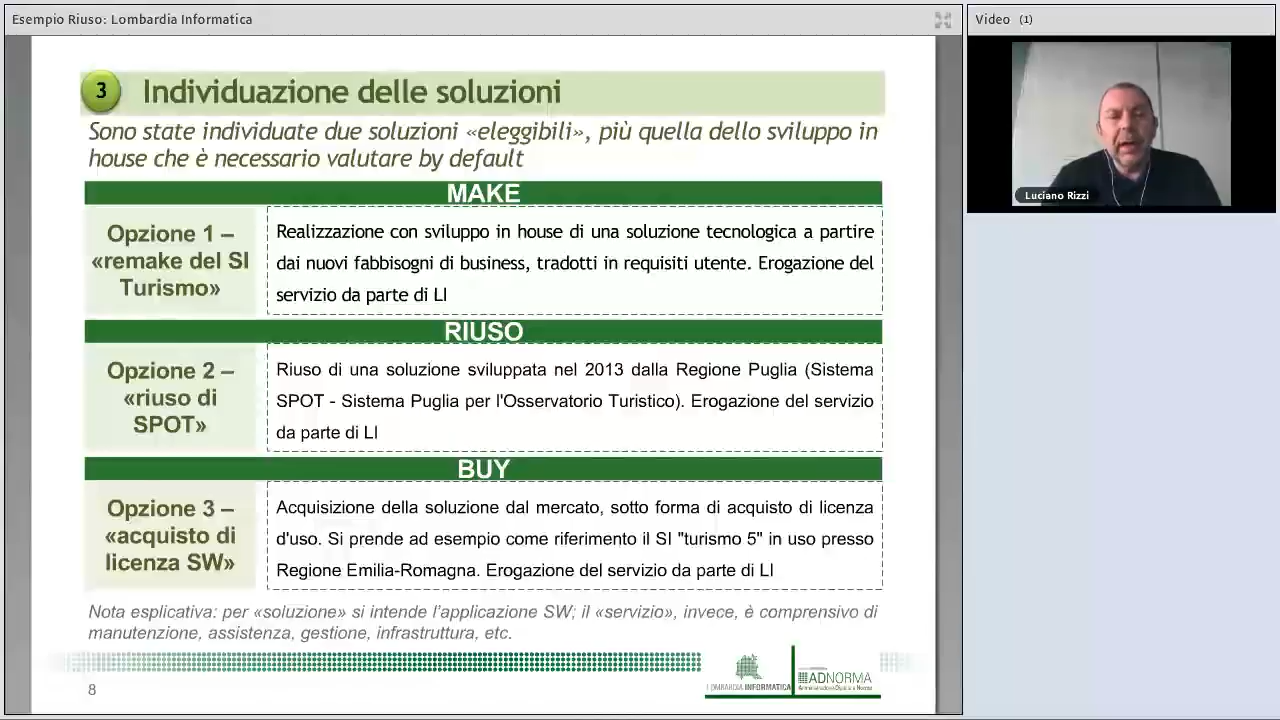 Esempio Riuso: Lombardia Informatica
Video (1)
Luciano Rizzi
3 Individuazione delle soluzioni
Sono state individuate due soluzioni «eleggibili», più quella dello sviluppo in
house che è necessario valutare by default
MAKE
Opzione 1 –
«remake del SI
Turismo»
Realizzazione con sviluppo in house di una soluzione tecnologica a partire
dai nuovi fabbisogni di business, tradotti in requisiti utente. Erogazione del
servizio da parte di LI
RIUSO
Opzione 2 –
«riuso di
SPOT»
Riuso di una soluzione sviluppata nel 2013 dalla Regione Puglia (Sistema
SPOT - Sistema Puglia per l'Osservatorio Turistico). Erogazione del servizio
da parte di LI
BUY
Opzione 3 –
«acquisto di
licenza SW»
Acquisizione della soluzione dal mercato, sotto forma di acquisto di licenza
d'uso. Si prende ad esempio come riferimento il SI "turismo 5" in uso presso
Regione Emilia-Romagna. Erogazione del servizio da parte di LI
Nota esplicativa: per «soluzione» si intende l'applicazione SW; il «servizio», invece, è comprensivo di
manutenzione, assistenza, gestione, infrastruttura, etc.
8
LOMBARDIA INFORMATICA
ADNORMA